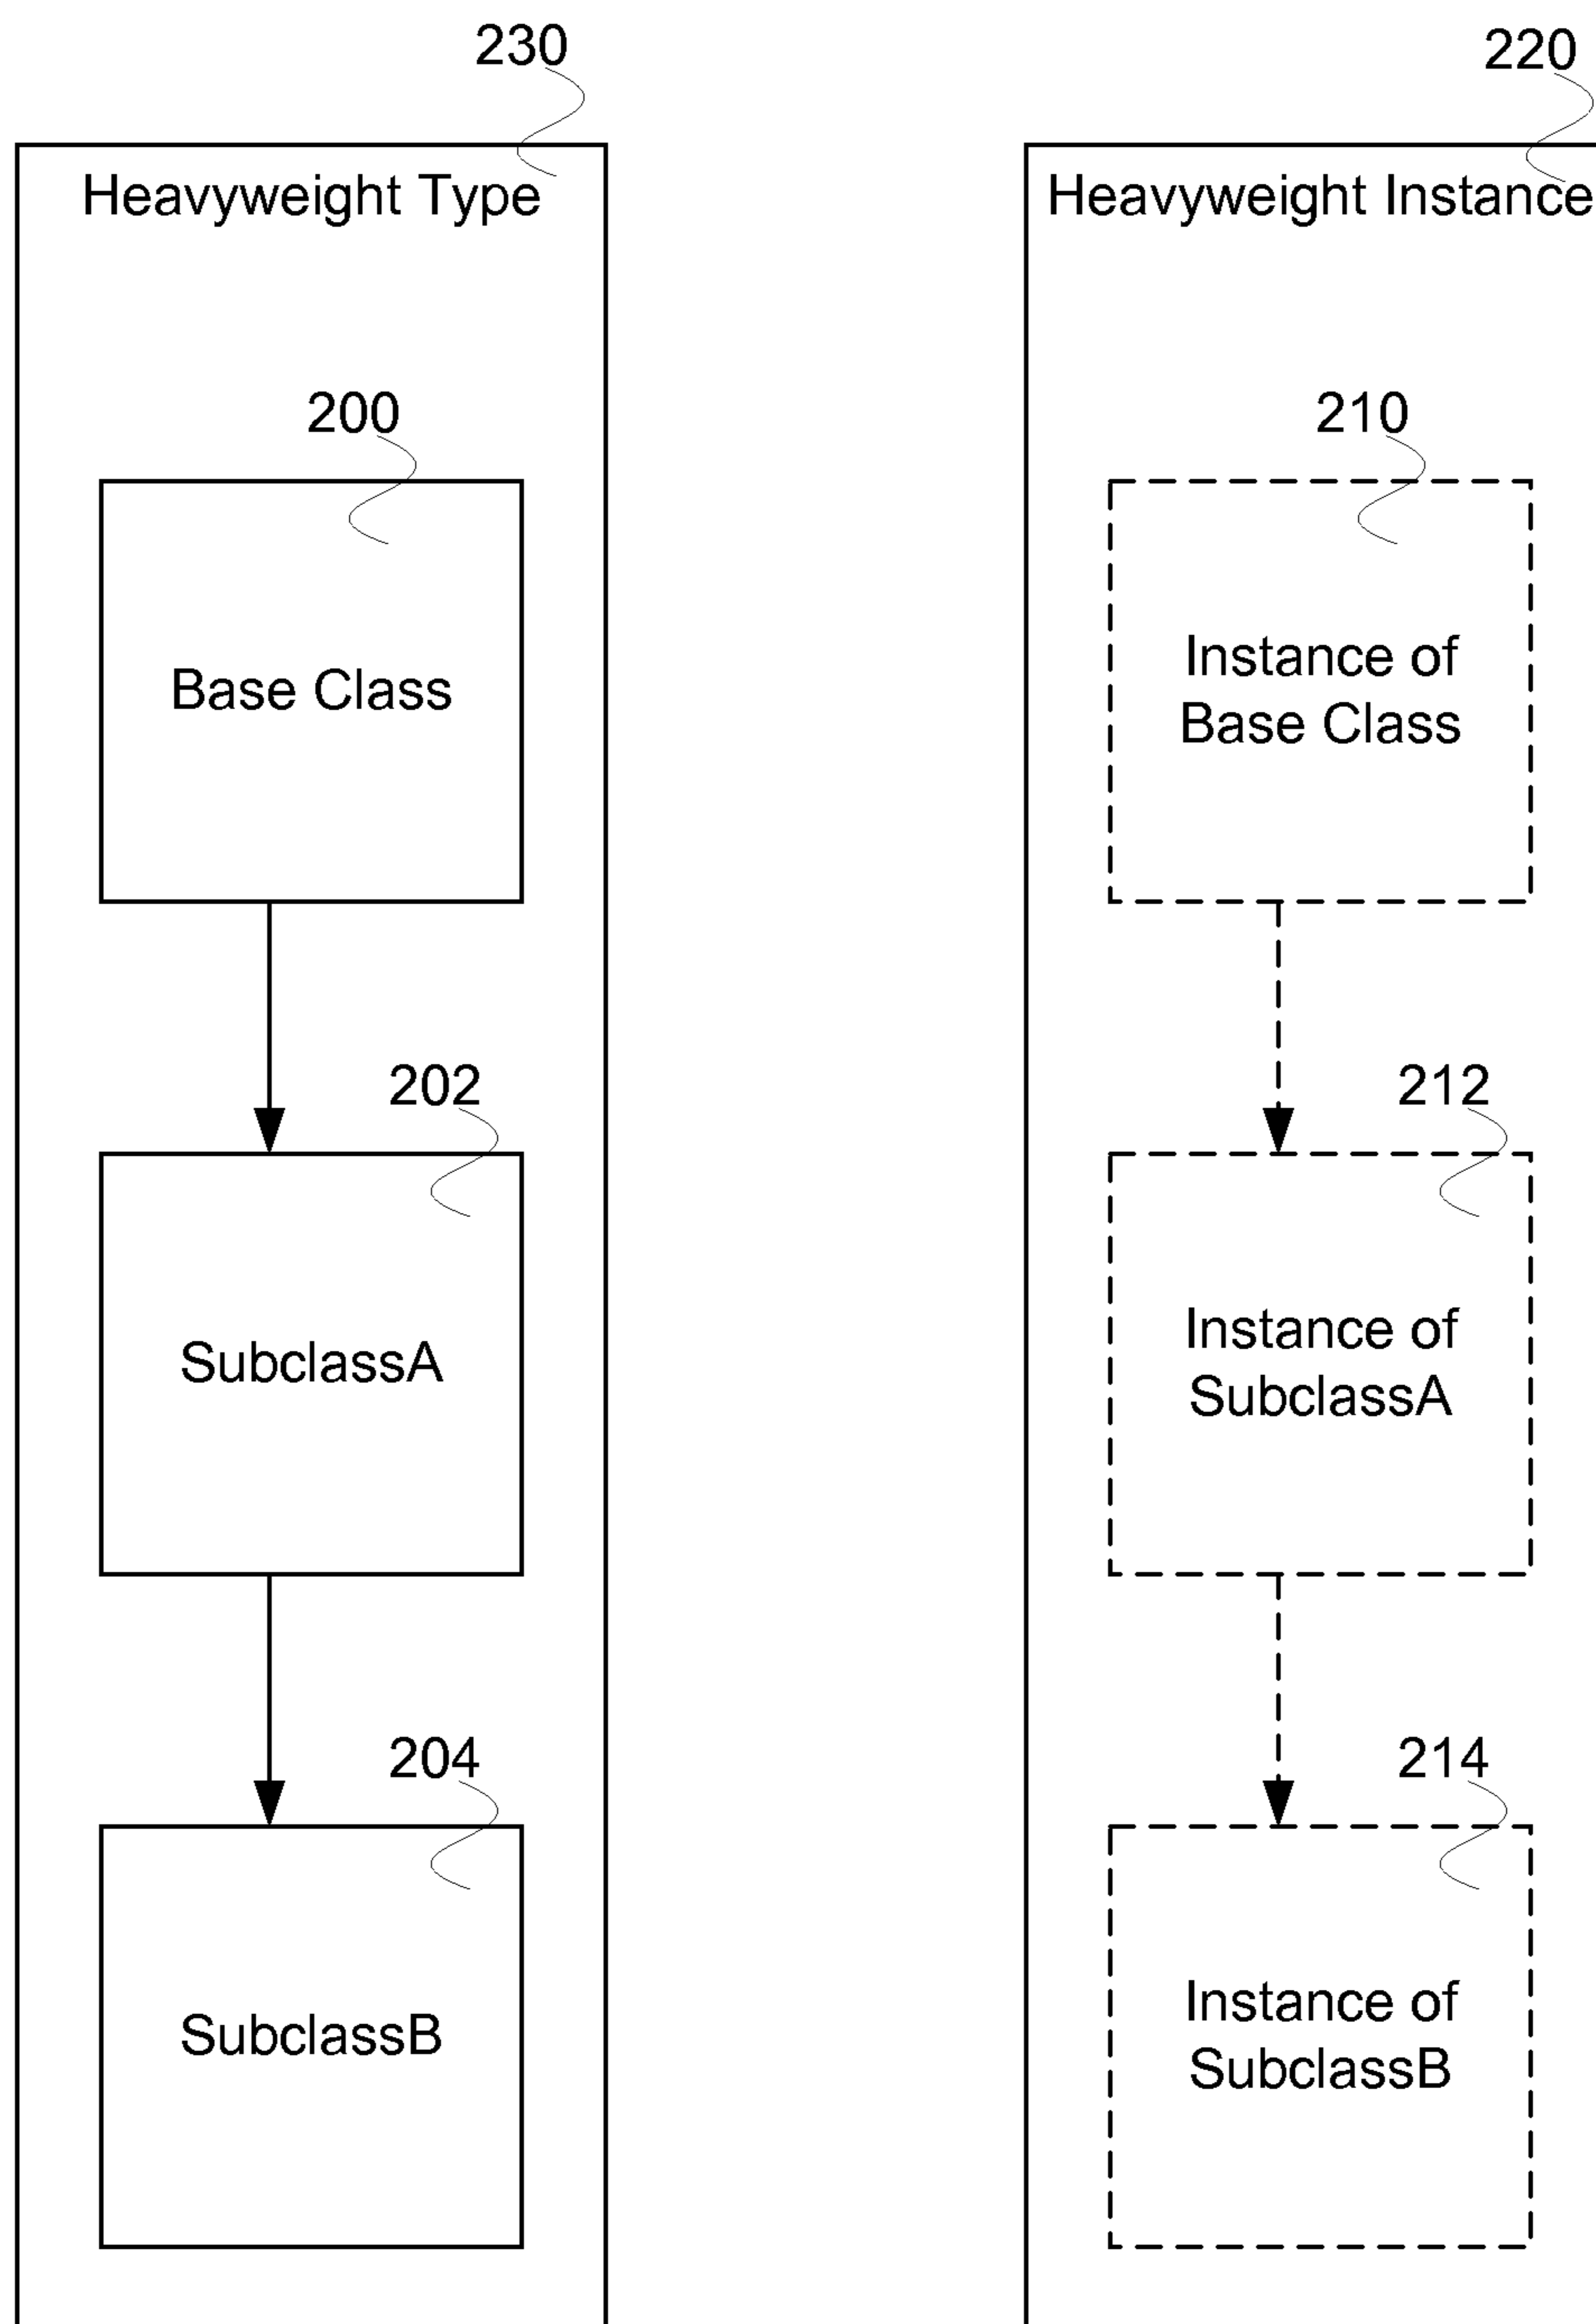 230
Heavyweight Type
200
Base Class
202
SubclassA
204
SubclassB
220
Heavyweight Instance
210
Instance of
Base Class
212
Instance of
SubclassA
214
Instance of
SubclassB